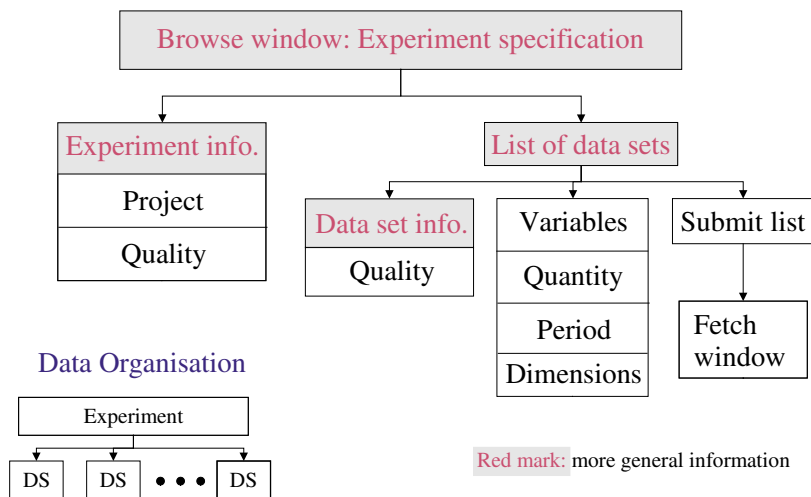 Browse window: Experiment specification
Experiment info.
Project
Quality
List of data sets
Data set info.
Quality
Variables
Quantity
Period
Dimensions
Submit list
Fetch
window
Data Organisation
Experiment
DS DS • • • DS
Red mark: more general information